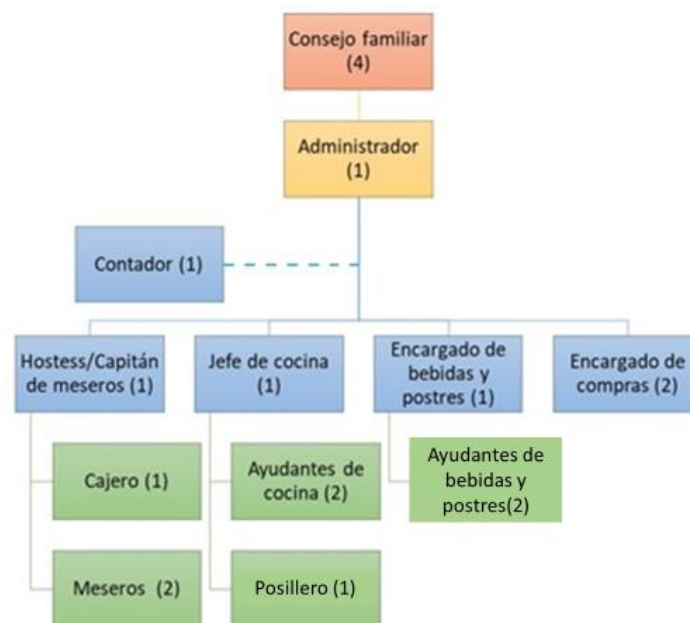 Consejo familiar
(4)
Administrador
(1)
Contador (1)
Hostess/Capitán
de meseros (1)
Jefe de cocina
(1)
Encargado de
bebidas y
postres (1)
Encargado de
compras (2)
Cajero (1)
Ayudantes de
cocina (2)
Ayudantes de
bebidas y
postres(2)
Meseros (2)
Posillero (1)